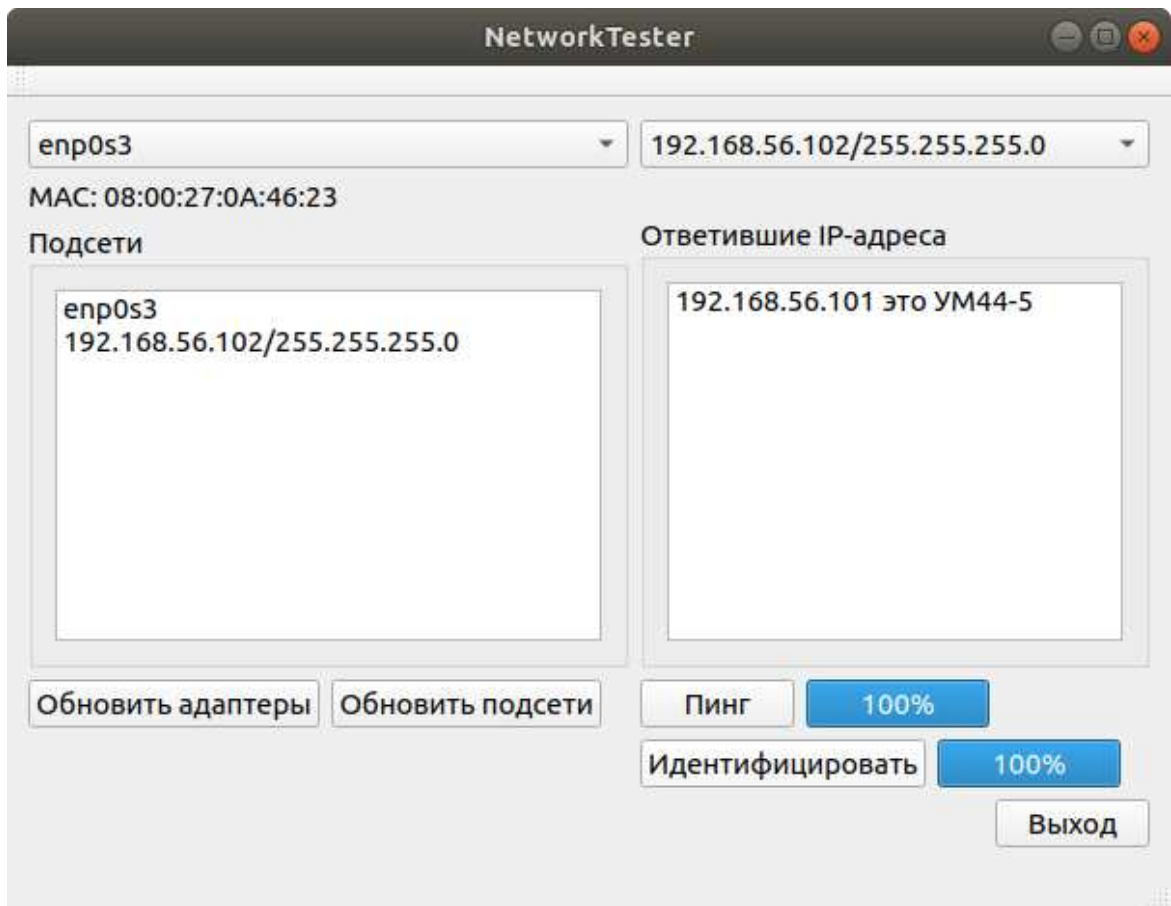 NetworkTester
enp0s3
192.168.56.102/255.255.255.0
MAC: 08:00:27:0A:46:23
Подсети
Ответившие IP-адреса
enp0s3
192.168.56.102/255.255.255.0
192.168.56.101 это УМ44-5
Обновить адаптеры
Обновить подсети
Пинг
100%
Идентифицировать
100%
Выход